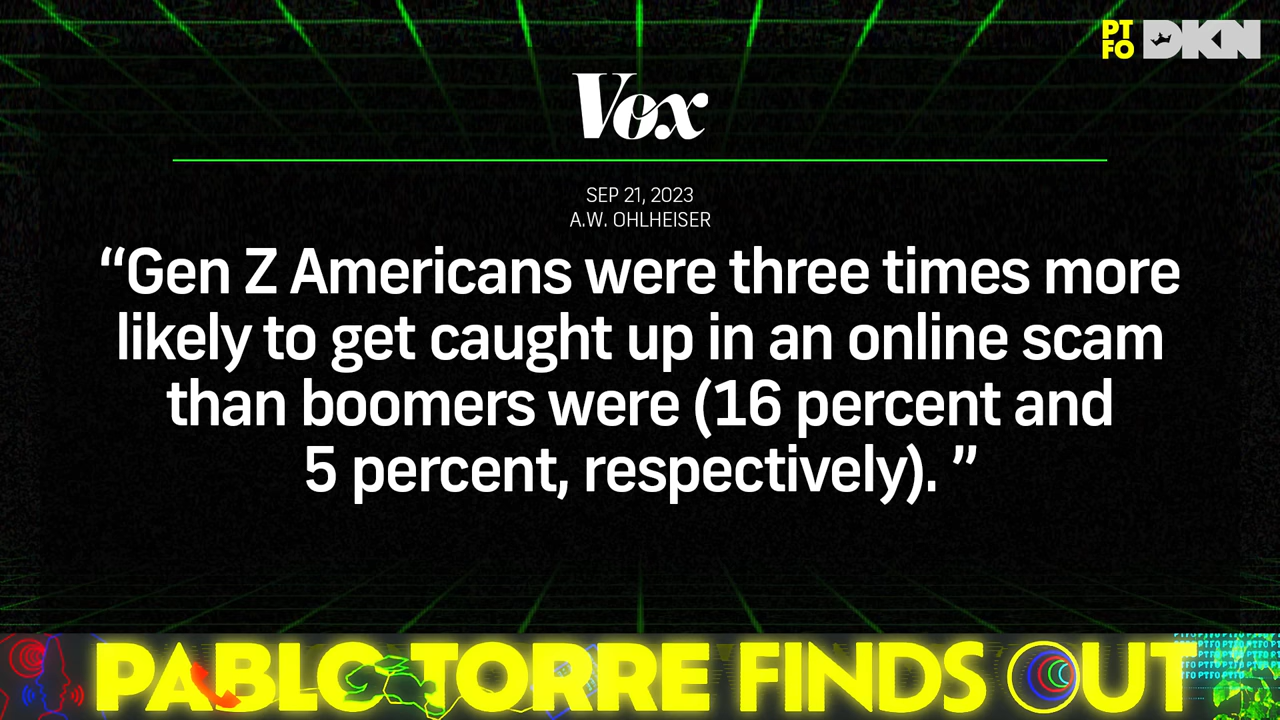 PT
FO DKN
Vox
SEP 21, 2023
A.W. OHLHEISER
“Gen Z Americans were three times more
likely to get caught up in an online scam
than boomers were (16 percent and
5 percent, respectively). ”
PABLO TORRE FINDS OUT